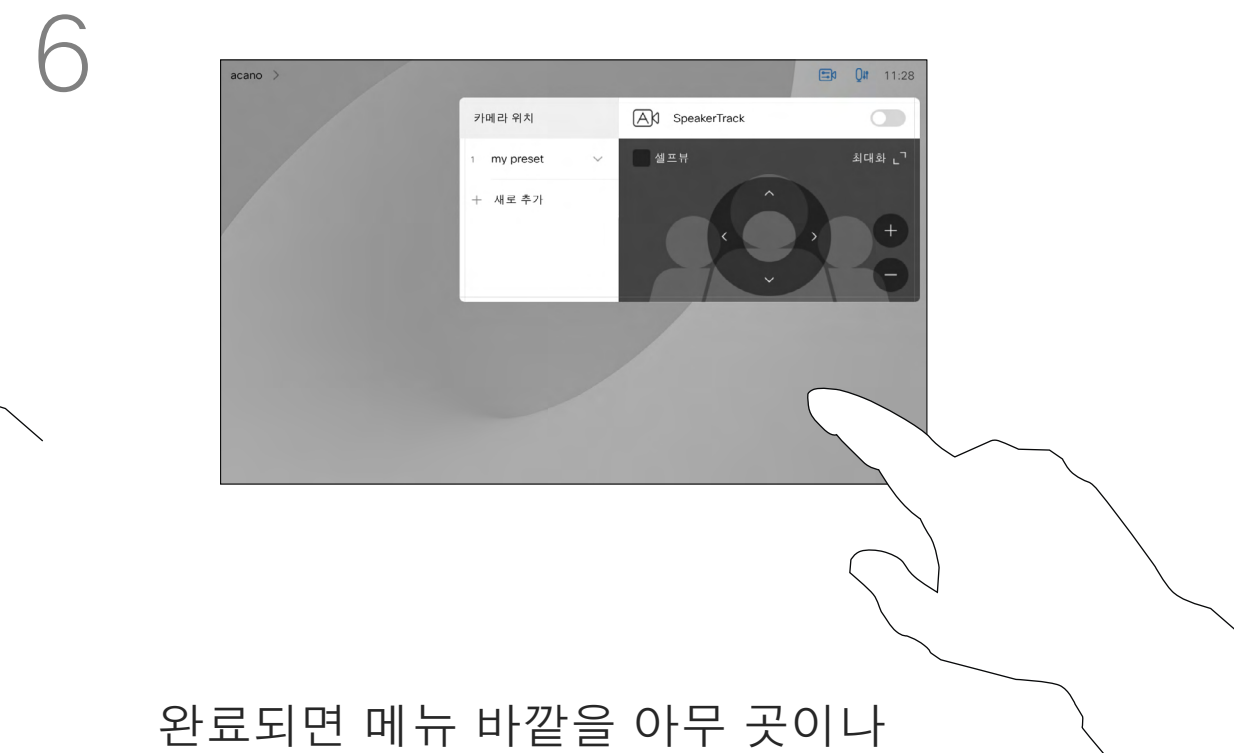 6
acano >
11:28
카메라 위치
SpeakerTrack
1 my preset
셀프뷰
최대화
+ 새로 추가
완료되면 메뉴 바깥을 아무 곳이나